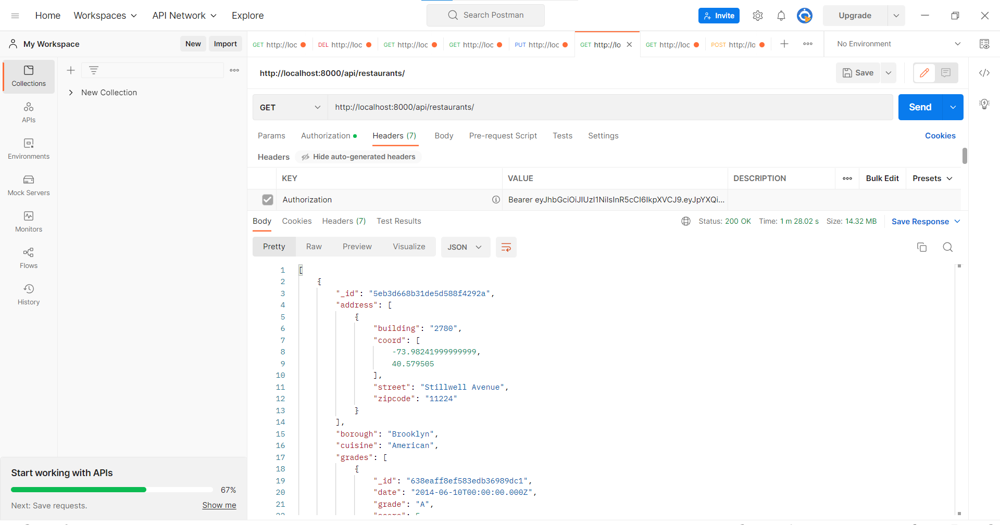 Home Workspaces API Network Explore Search Postman Invite Upgrade
My Workspace New Import
GET http://loc DEL http://loc GET http://loc GET http://loc PUT http://loc GET http://lo GET http://loc POST http://lo No Environment
Collections
New Collection
APIs
Environments
Mock Servers
Monitors
Flows
History
Start working with APIs
67%
Next: Save requests. Show me
http://localhost:8000/api/restaurants/ Save
GET http://localhost:8000/api/restaurants/ Send
Params Authorization Headers (7) Body Pre-request Script Tests Settings Cookies
Headers Hide auto-generated headers
KEY VALUE DESCRIPTION Bulk Edit Presets
Authorization Bearer eyJhbGciOiJIUzI1NiIsInR5cCI6IkpXVCJ9.eyJpYXQi...
Body Cookies Headers (7) Test Results Status: 200 OK Time: 1 m 28.02 s Size: 14.32 MB Save Response
Pretty Raw Preview Visualize JSON
1 [
2 {
3 "_id": "5eb3d668b31de5d588f4292a",
4 "address": [
5 {
6 "building": "2780",
7 "coord": [
8 -73.98241999999999,
9 40.579505
10 ],
11 "street": "Stillwell Avenue",
12 "zipcode": "11224"
13 }
14 ],
15 "borough": "Brooklyn",
16 "cuisine": "American",
17 "grades": [
18 {
19 "_id": "638eaff8ef583edb36989dc1",
20 "date": "2014-06-10T00:00:00.000Z",
21 "grade": "A",